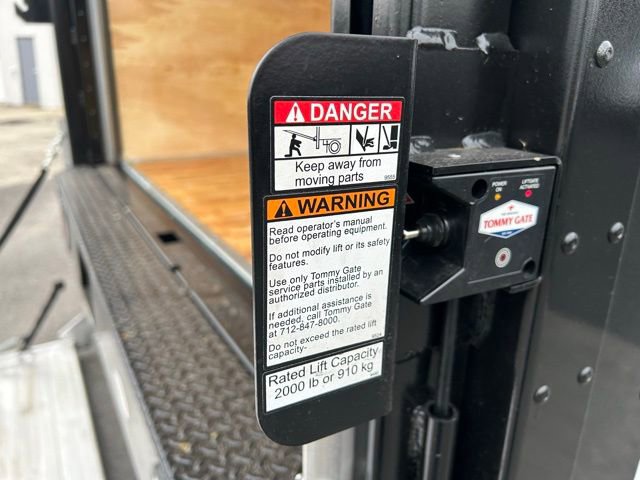 DANGER
Keep away from
moving parts
WARNING
Read operator's manual
before operating equipment.
Do not modify lift or its safety
features.
Use only Tommy Gate
service parts installed by an
authorized distributor.
If additional assistance is
needed, call Tommy Gate
at 712-847-8000.
Do not exceed the rated lift
capacity-
Rated Lift Capacity
2000 lb or 910 kg
POWER
ON
LIFTGATE
ACTIVATED
TOMMY GATE